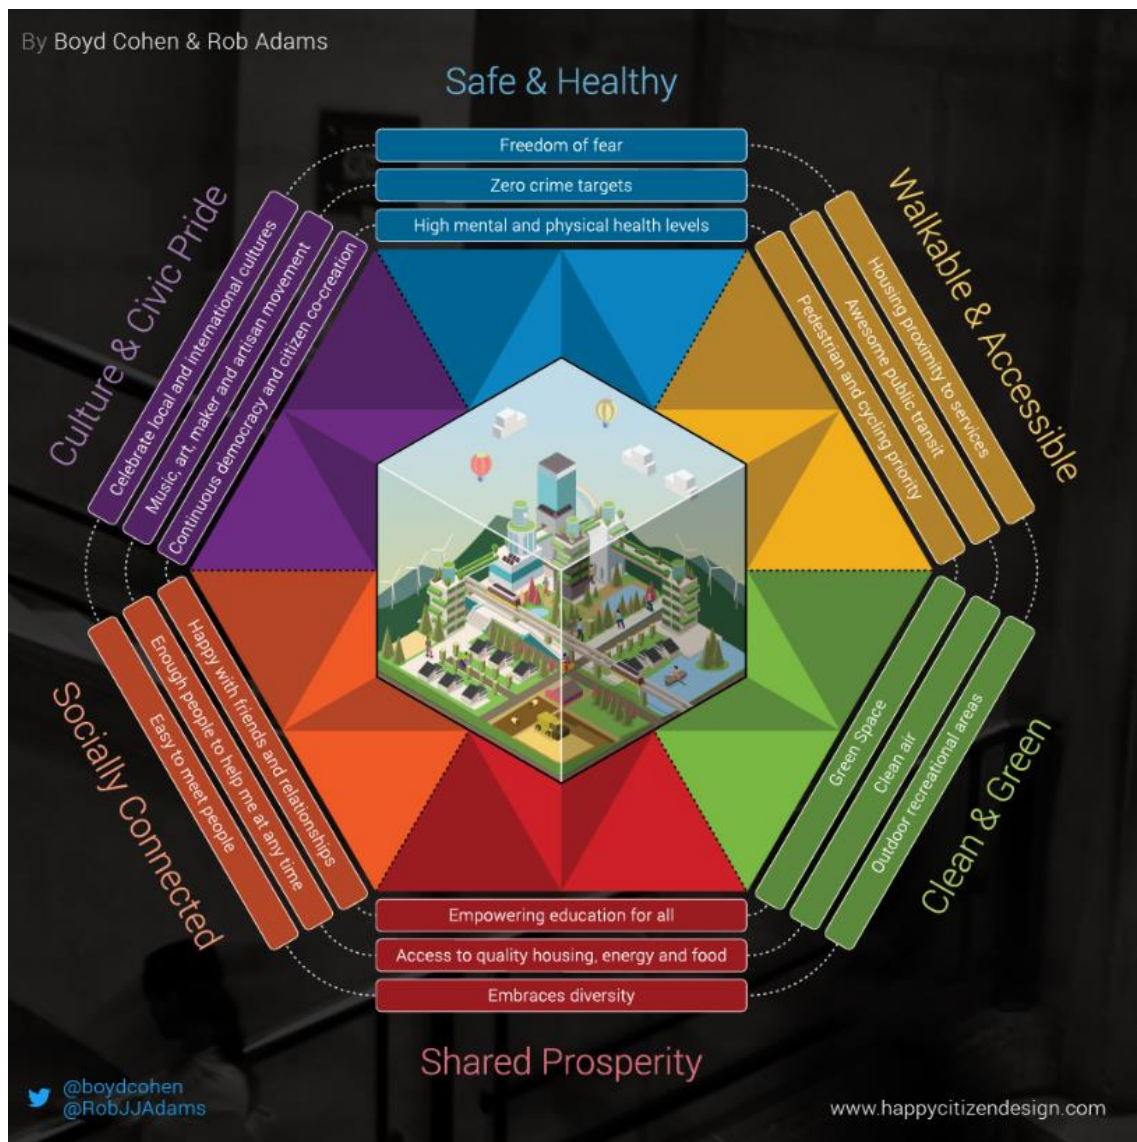 By Boyd Cohen & Rob Adams
Safe & Healthy
Freedom of fear
Zero crime targets
High mental and physical health levels
Walkable & Accessible
Housing proximity to services
Awesome public transit
Pedestrian and cycling priority
Clean & Green
Green Space
Clean air
Outdoor recreational areas
Shared Prosperity
Empowering education for all
Access to quality housing, energy and food
Embraces diversity
Socially Connected
Happy with friends and relationships
Enough people to help me at any time
Easy to meet people
Culture & Civic Pride
Celebrate local and international cultures
Music, art, maker and artisan movement
Continuous democracy and citizen co-creation
@boydcohen
@RobJJAdams
www.happycitizendesign.com